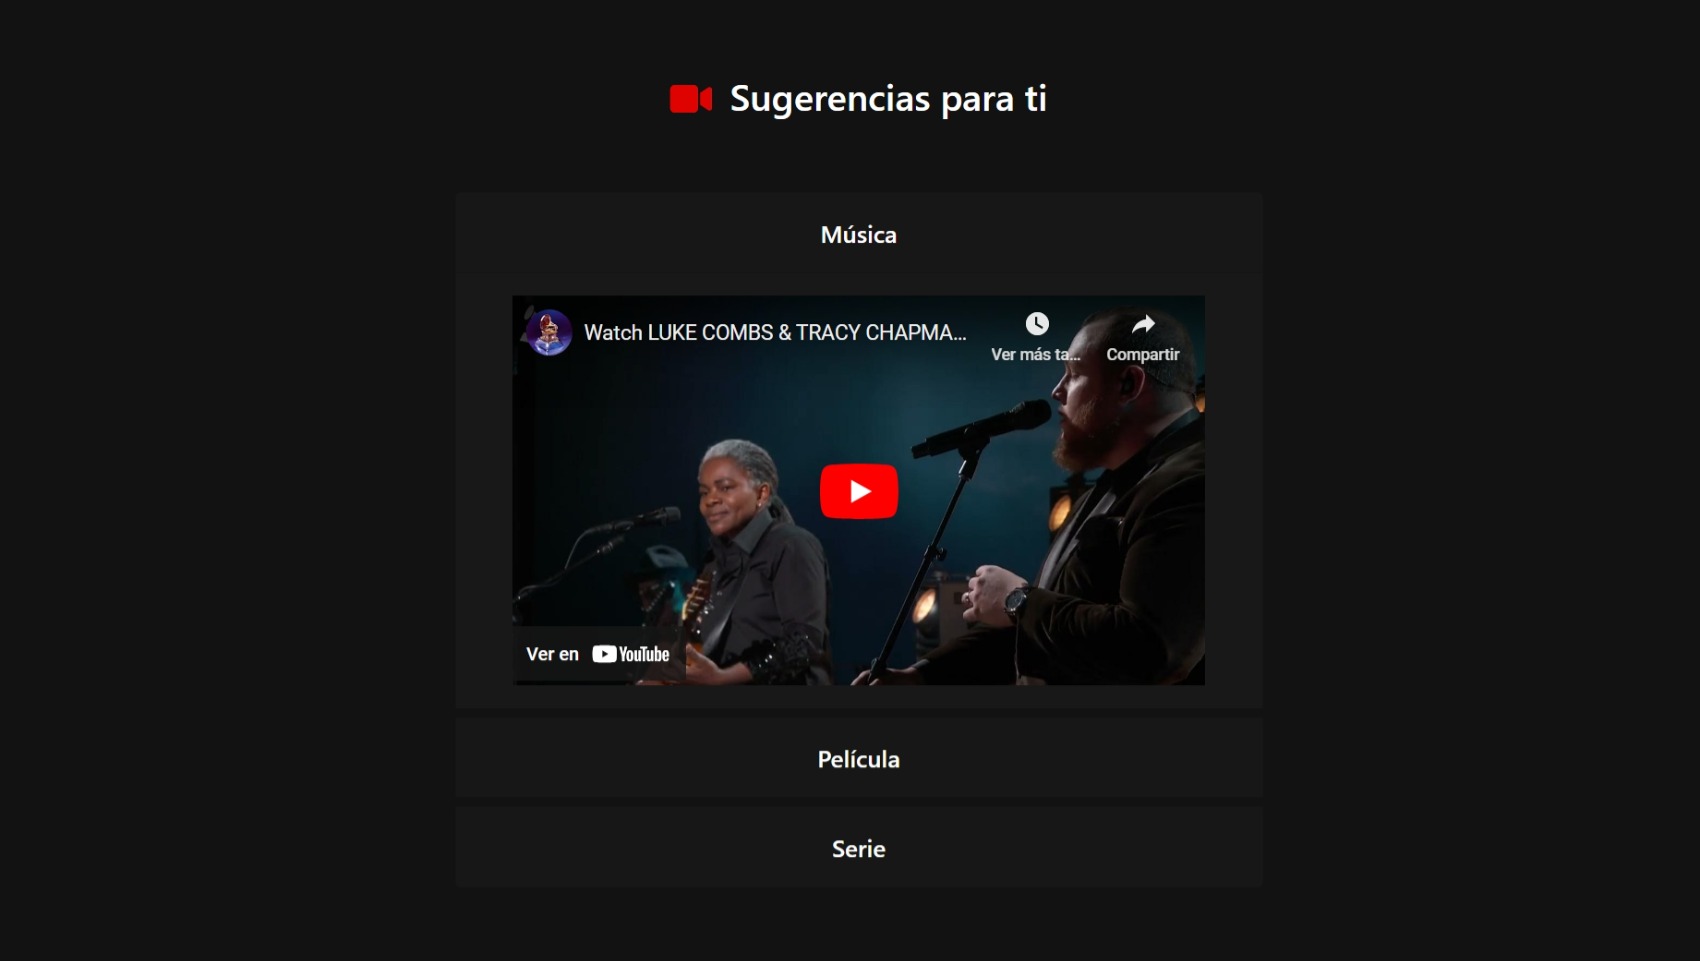 Sugerencias para ti
Música
Watch LUKE COMBS & TRACY CHAPMA...
Ver más ta...
Compartir
Ver en YouTube
Película
Serie